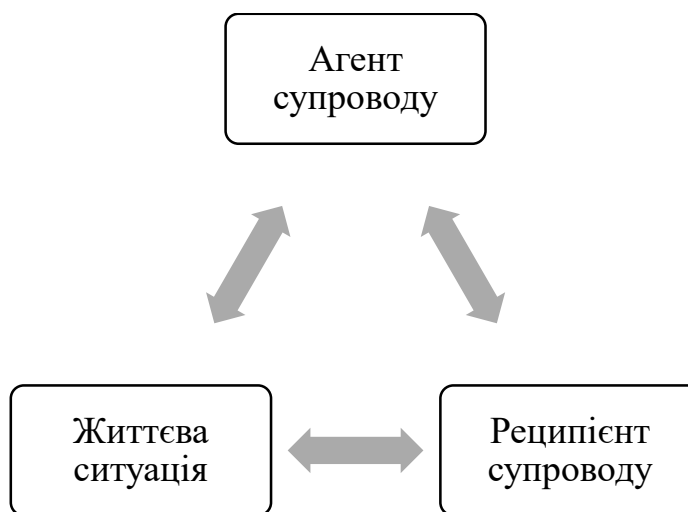 Агент
супроводу
Життєва
ситуація
Реципієнт
супроводу